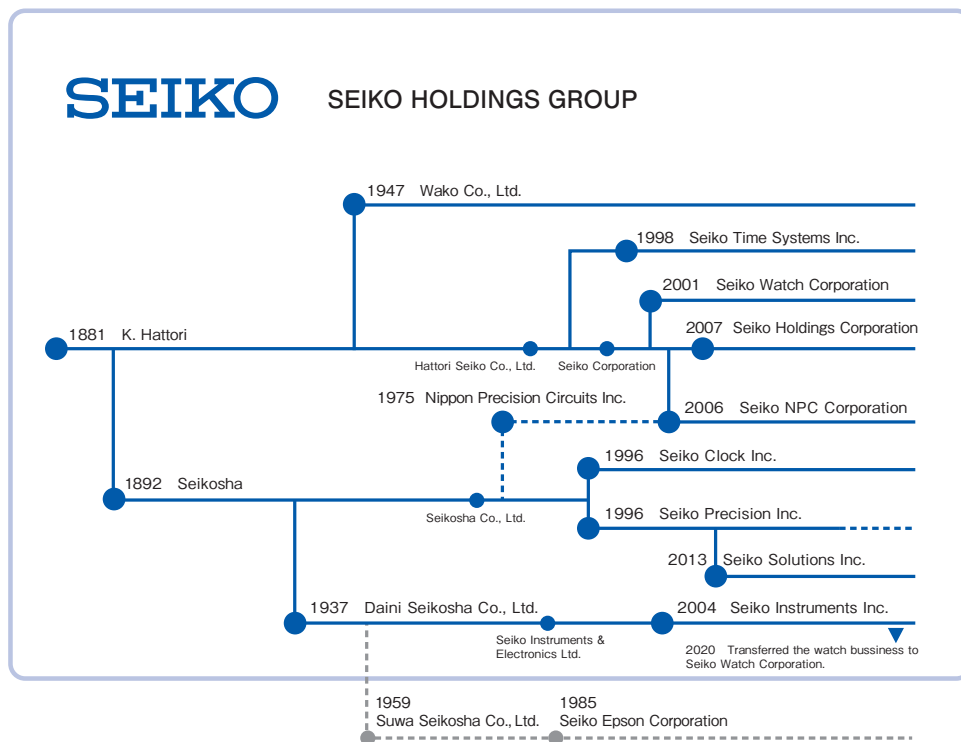 SEIKO SEIKO HOLDINGS GROUP
1947 Wako Co., Ltd.
1998 Seiko Time Systems Inc.
2001 Seiko Watch Corporation
2007 Seiko Holdings Corporation
1881 K. Hattori
Hattori Seiko Co., Ltd.
Seiko Corporation
1975 Nippon Precision Circuits Inc.
2006 Seiko NPC Corporation
1996 Seiko Clock Inc.
1892 Seikosha
Seikosha Co., Ltd.
1996 Seiko Precision Inc.
2013 Seiko Solutions Inc.
1937 Daini Seikosha Co., Ltd.
2004 Seiko Instruments Inc.
Seiko Instruments &
Electronics Ltd.
2020 Transferred the watch bussiness to
Seiko Watch Corporation.
1959
Suwa Seikosha Co., Ltd.
1985
Seiko Epson Corporation